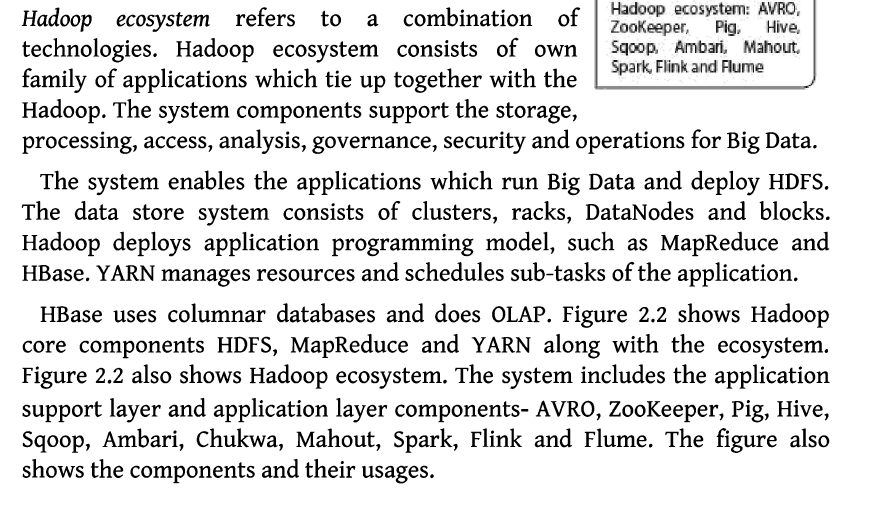 Hadoop ecosystem refers to a combination of
technologies. Hadoop ecosystem consists of own
family of applications which tie up together with the
Hadoop. The system components support the storage,
processing, access, analysis, governance, security and operations for Big Data.
Hadoop ecosystem: AVRO,
ZooKeeper, Pig, Hive,
Sqoop, Ambari, Mahout,
Spark, Flink and Flume
The system enables the applications which run Big Data and deploy HDFS.
The data store system consists of clusters, racks, DataNodes and blocks.
Hadoop deploys application programming model, such as MapReduce and
HBase. YARN manages resources and schedules sub-tasks of the application.
HBase uses columnar databases and does OLAP. Figure 2.2 shows Hadoop
core components HDFS, MapReduce and YARN along with the ecosystem.
Figure 2.2 also shows Hadoop ecosystem. The system includes the application
support layer and application layer components- AVRO, ZooKeeper, Pig, Hive,
Sqoop, Ambari, Chukwa, Mahout, Spark, Flink and Flume. The figure also
shows the components and their usages.